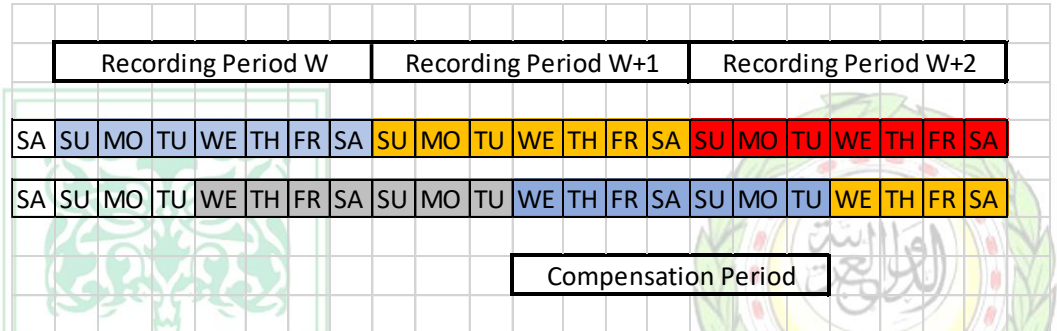 Recording Period W Recording Period W+1 Recording Period W+2
SA SU MO TU WE TH FR SA SU MO TU WE TH FR SA SU MO TU WE TH FR SA
SA SU MO TU WE TH FR SA SU MO TU WE TH FR SA SU MO TU WE TH FR SA
Compensation Period